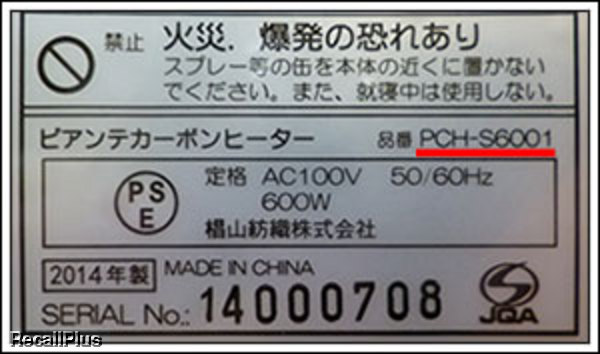 禁止 火災．爆発の恐れあり
スプレー等の缶を本体の近くに置かない
でください。また、就寝中は使用しない。
ピアンテカーボンヒーター 品番 PCH-S6001
PSE
定格 AC100V 50/60Hz
600W
椙山紡織株式会社
2014年製 MADE IN CHINA
SERIAL No.: 14000708
JQA
RecallPlus